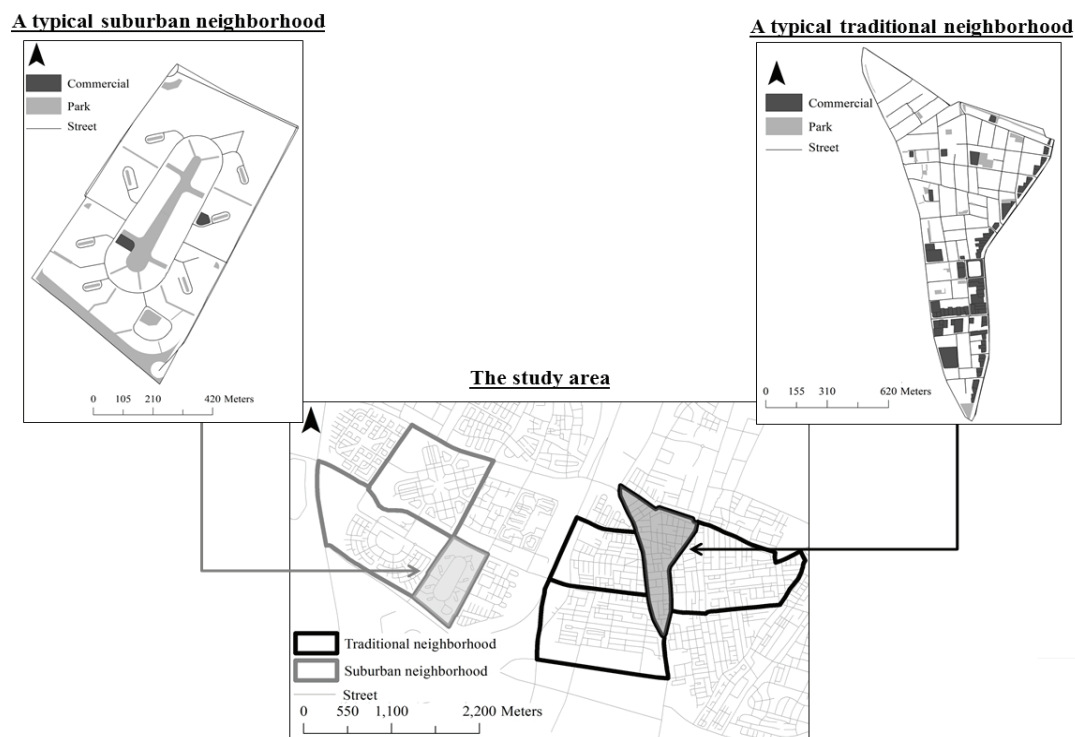 A typical suburban neighborhood
Commercial
Park
Street
0 105 210 420 Meters
A typical traditional neighborhood
Commercial
Park
Street
0 155 310 620 Meters
The study area
Traditional neighborhood
Suburban neighborhood
Street
0 550 1,100 2,200 Meters